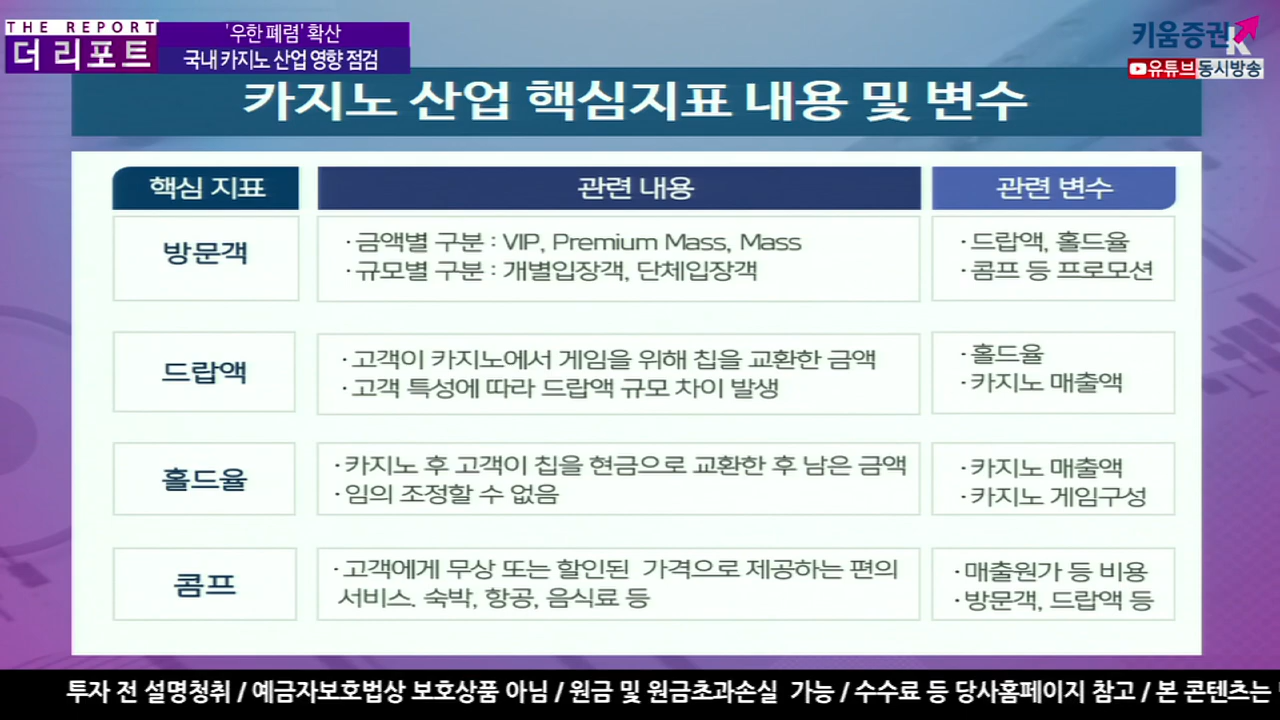 THE REPORT
더 리포트
'우한 폐렴' 확산
국내 카지노 산업 영향 점검
키움증권
유튜브 동시방송
카지노 산업 핵심지표 내용 및 변수
핵심 지표
관련 내용
관련 변수
방문객
· 금액별 구분 : VIP, Premium Mass, Mass
· 규모별 구분 : 개별입장객, 단체입장객
· 드랍액, 홀드율
· 콤프 등 프로모션
드랍액
· 고객이 카지노에서 게임을 위해 칩을 교환한 금액
· 고객 특성에 따라 드랍액 규모 차이 발생
· 홀드율
· 카지노 매출액
홀드율
· 카지노 후 고객이 칩을 현금으로 교환한 후 남은 금액
· 임의 조정할 수 없음
· 카지노 매출액
· 카지노 게임구성
콤프
· 고객에게 무상 또는 할인된 가격으로 제공하는 편의
서비스. 숙박, 항공, 음식료 등
· 매출원가 등 비용
· 방문객, 드랍액 등
투자 전 설명청취 / 예금자보호법상 보호상품 아님 / 원금 및 원금초과손실 가능 / 수수료 등 당사홈페이지 참고 / 본 콘텐츠는